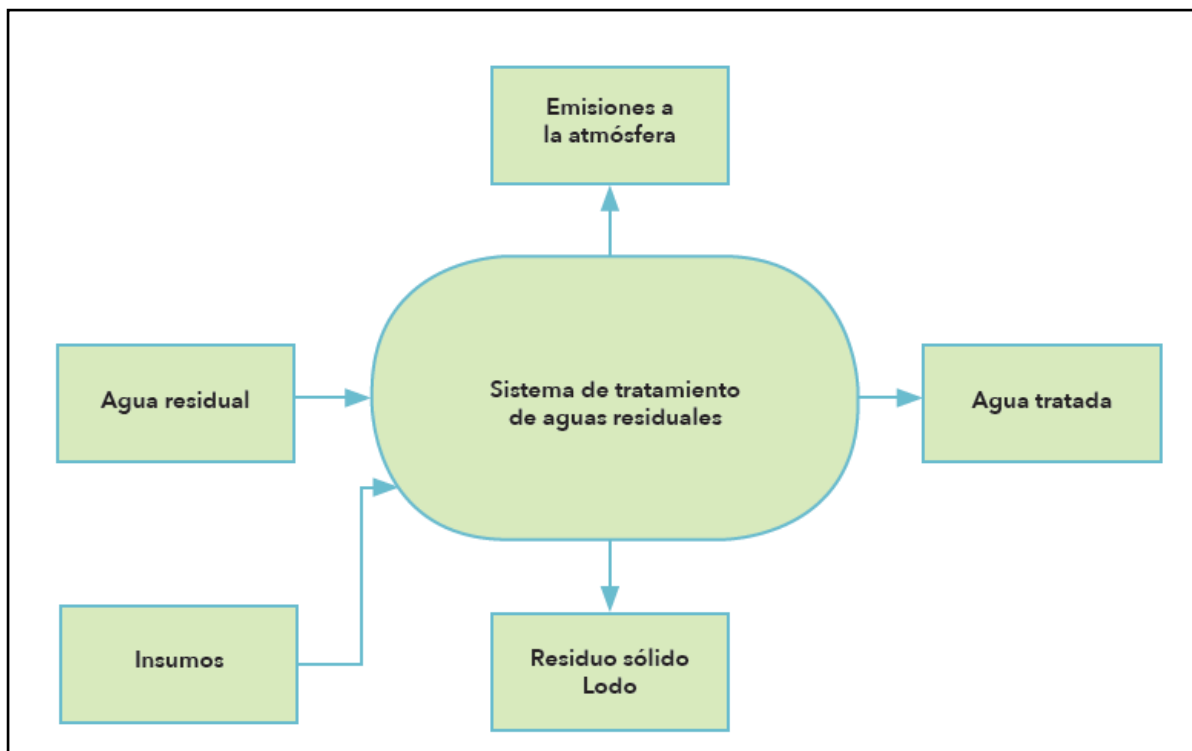 Emisiones a
la atmósfera
Agua residual
Sistema de tratamiento
de aguas residuales
Agua tratada
Insumos
Residuo sólido
Lodo